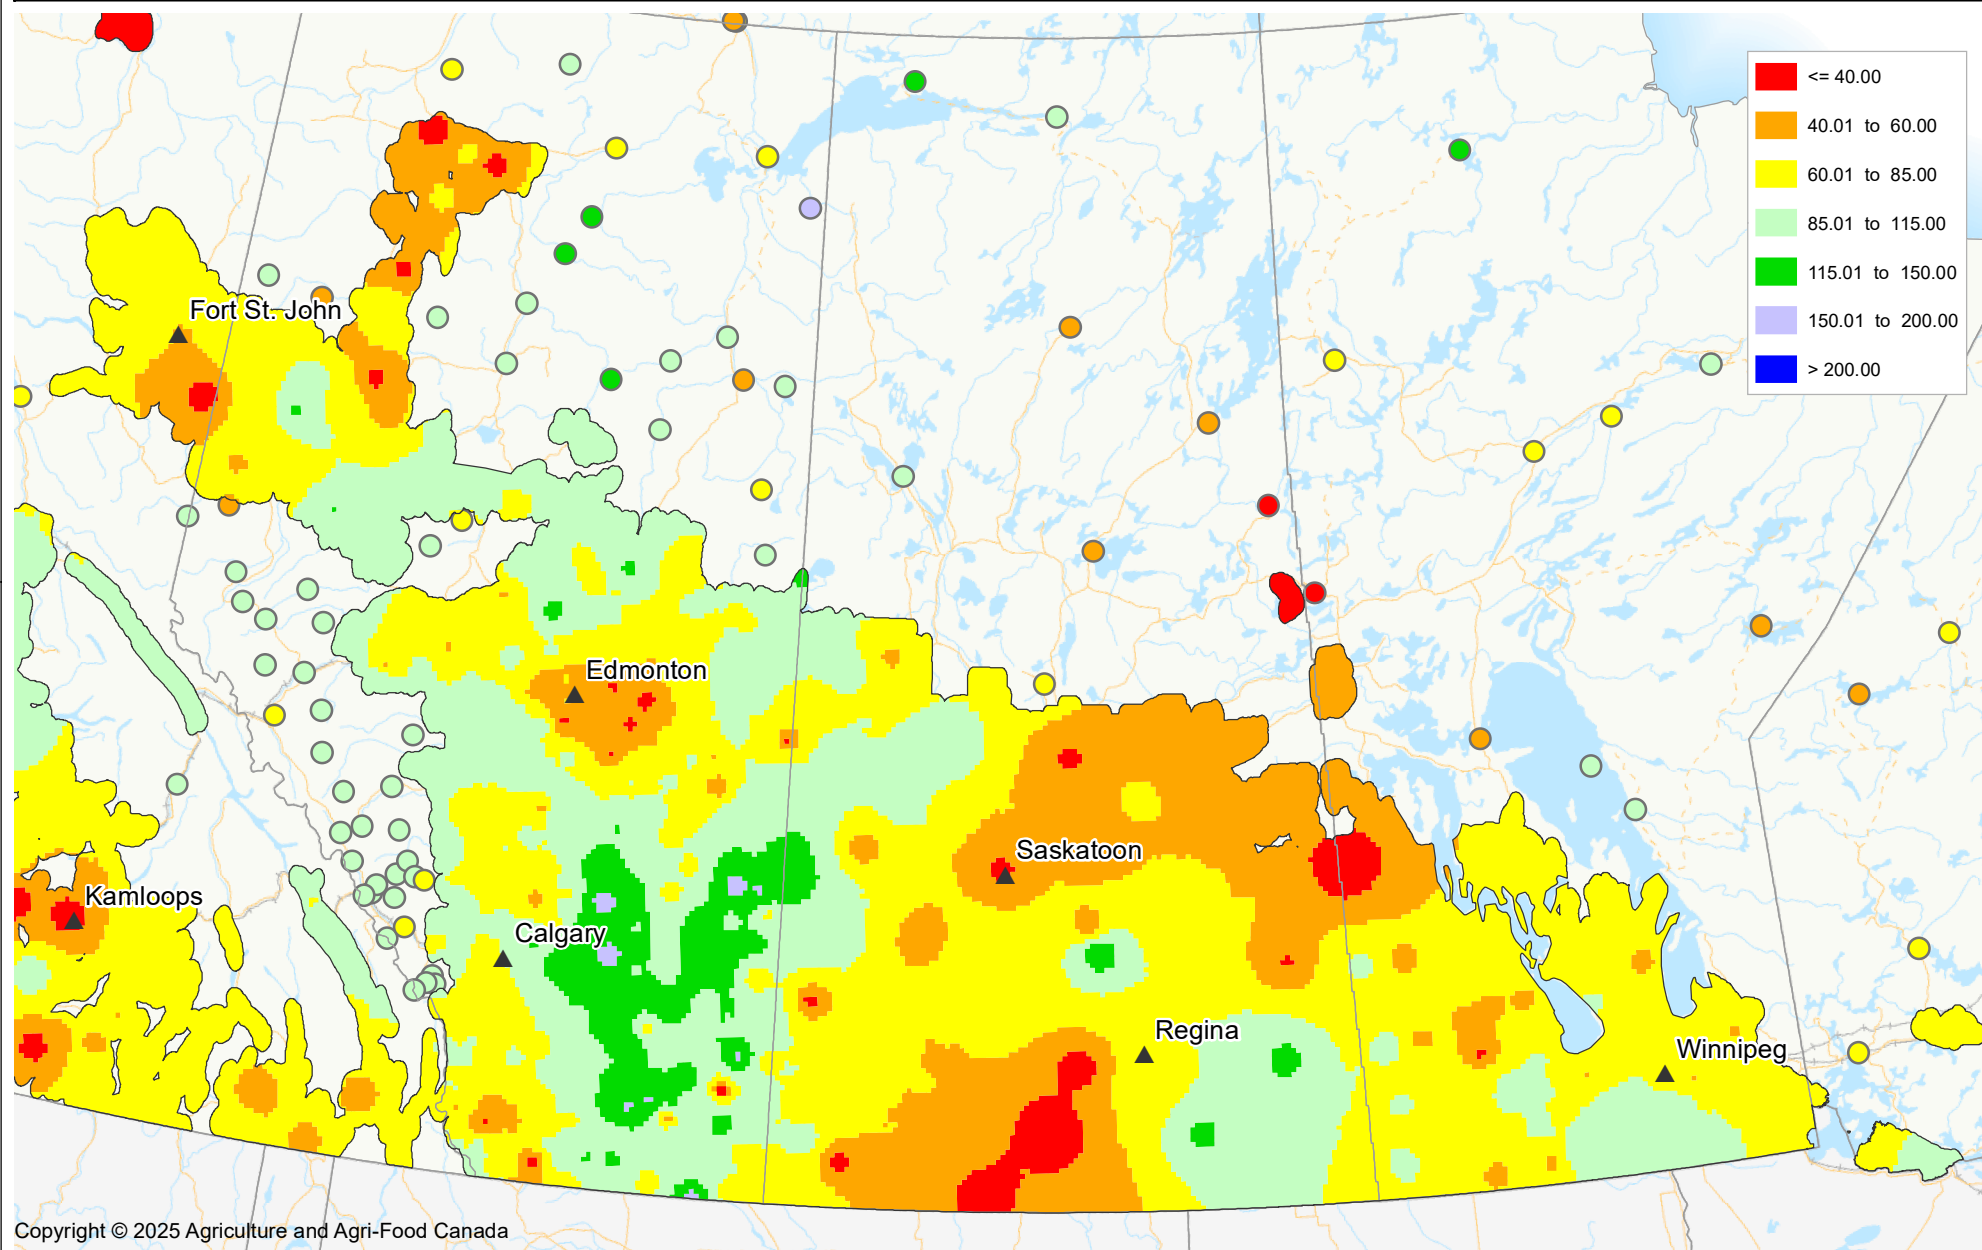 <= 40.00
40.01 to 60.00
60.01 to 85.00
85.01 to 115.00
115.01 to 150.00
150.01 to 200.00
> 200.00
Fort St. John
Edmonton
Saskatoon
Kamloops
Calgary
Regina
Winnipeg
Copyright © 2025 Agriculture and Agri-Food Canada